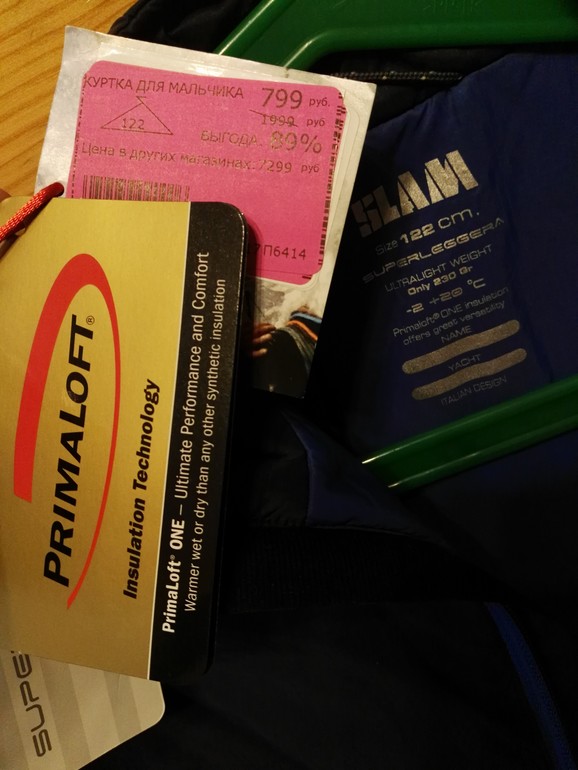 КУРТКА ДЛЯ МАЛЬЧИКА
799 руб.
122
1999 руб
ВЫГОДА: 89%
Цена в других магазинах: 7299 руб
П6414
PRIMALOFT®
Insulation Technology
PrimaLoft® ONE – Ultimate Performance and Comfort
Warmer wet or dry than any other synthetic insulation
SUPE
SLAM
Size 122 cm.
SUPERLEGGERA
ULTRALIGHT WEIGHT
Only 230 Gr
-2 +20 °C
Primaloft® ONE insulation
offers great versatility
NAME
YACHT
ITALIAN DESIGN